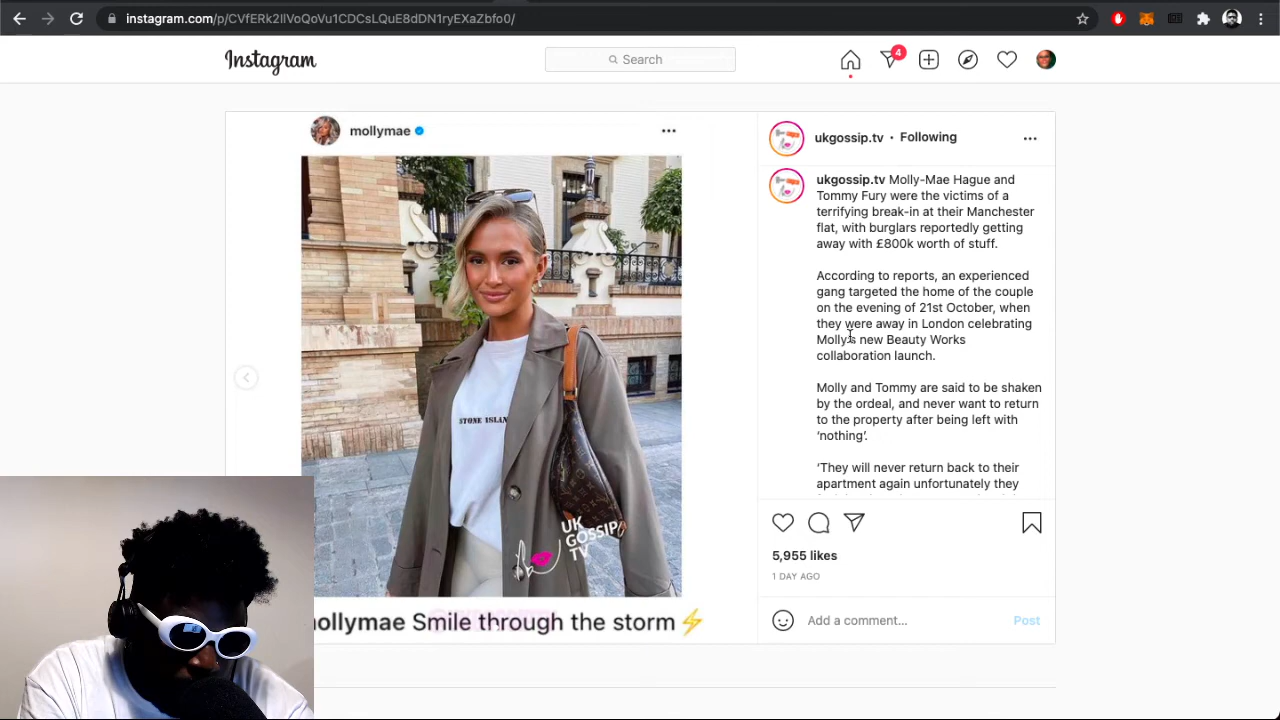 instagram.com/p/CVfERk2IlVoQoVu1CDCsLQuE8dDN1ryEXaZbfo0/
Instagram
Search
4
mollymae
ukgossip.tv • Following
ukgossip.tv Molly-Mae Hague and
Tommy Fury were the victims of a
terrifying break-in at their Manchester
flat, with burglars reportedly getting
away with £800k worth of stuff.
According to reports, an experienced
gang targeted the home of the couple
on the evening of 21st October, when
they were away in London celebrating
Molly's new Beauty Works
collaboration launch.
Molly and Tommy are said to be shaken
by the ordeal, and never want to return
to the property after being left with
‘nothing’.
‘They will never return back to their
apartment again unfortunately they
STONE ISLAN
UK
GOSSIP
TV
ollymae Smile through the storm⚡
5,955 likes
1 DAY AGO
Add a comment...
Post